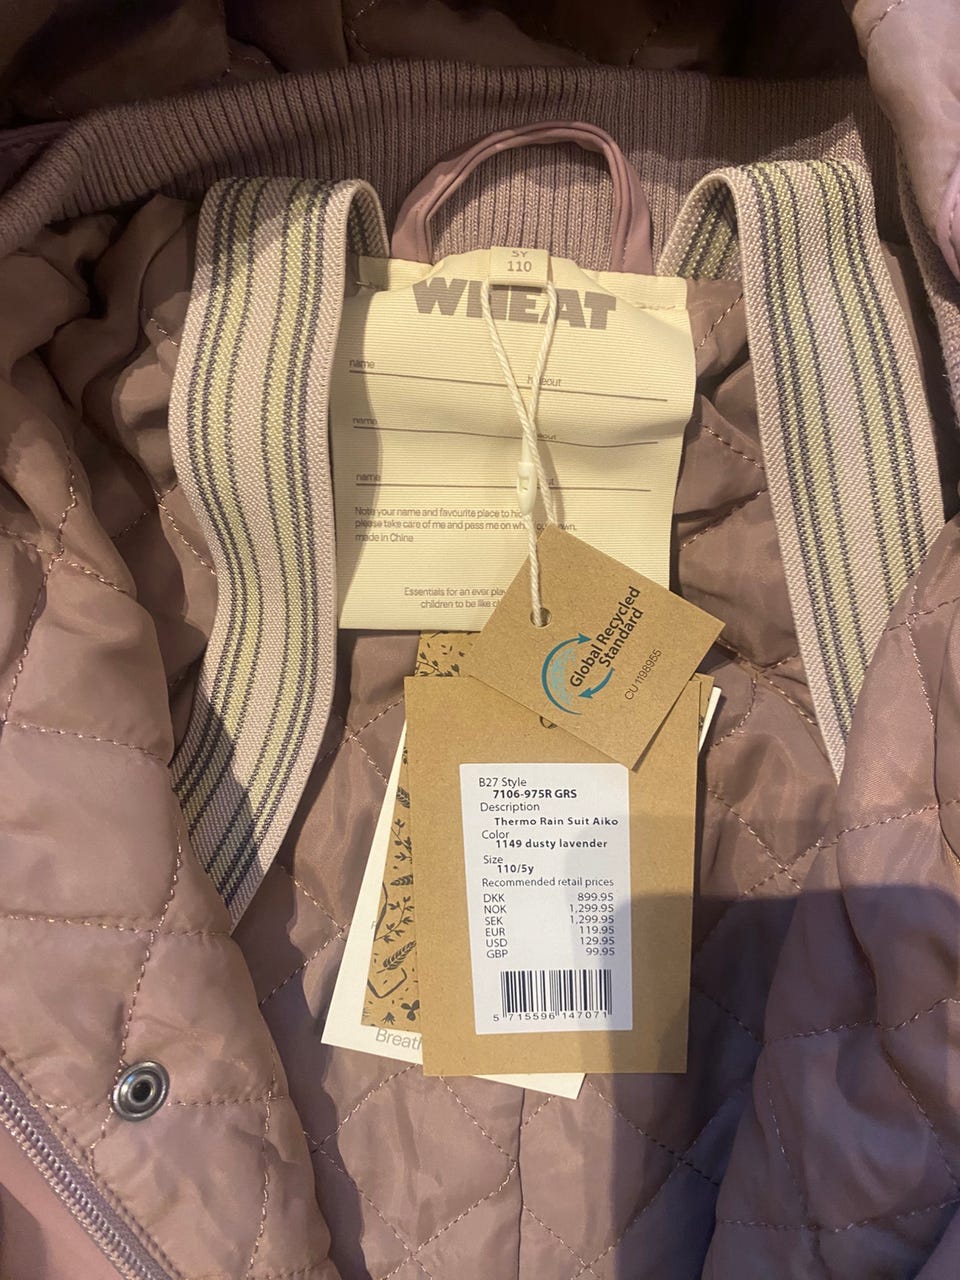 5Y
110
WHEAT
name
hideout
name
name
Note your name and favourite place to
please take care of me and pass me on
made in China
Essentials for an ever
children to be like
Global Recycled
Standard
CU 1198955
B27 Style
7106-975R GRS
Description
Thermo Rain Suit Aiko
Color
1149 dusty lavender
Size
110/5y
Recommended retail prices
DKK 899.95
NOK 1,299.95
SEK 1,299.95
EUR 119.95
USD 129.95
GBP 99.95
5 715596 147071